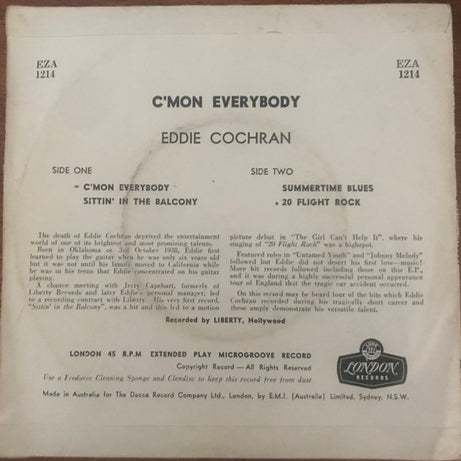 EZA
1214
EZA
1214
C'MON EVERYBODY
EDDIE COCHRAN
SIDE ONE
C'MON EVERYBODY
SITTIN' IN THE BALCONY
SIDE TWO
SUMMERTIME BLUES
20 FLIGHT ROCK
The death of Eddie Cochran deprived the entertainment
world of one of its brightest and most promising talents.
Born in Oklahoma or 3rd October 1938, Eddie first
learned to play the guitar when he was only six years old
but it was not until his family moved to California while
he was in his teens that Eddie concentrated on his guitar
playing.
A chance meeting with Jerry Capehart, formerly of
Liberty Records and later Eddie's personal manager, led
to a recording contract with Liberty. His very first record,
"Sittin' in the Balcony", was a hit and this led to a motion
picture debut in "The Girl Can't Help It", where his
singing of "20 Flight Rock" was a highspot.
Featured roles in "Untamed Youth" and "Johnny Melody"
followed but Eddie did not desert his first love—music!
More hit records followed including those on this E.P.,
and it was during a highly successful personal appearance
tour of England that the tragic car accident occurred.
On this record may be heard four of the hits which Eddie
Cochran recorded during his tragically short career and
these amply demonstrate his versatile talent.
Recorded by LIBERTY, Hollywood
LONDON 45 R.P.M EXTENDED PLAY MICROGROVE RECORD
Copyright Record — All Rights Reserved
Use a Fredorec Cleaning Sponge and Clendisc to keep this record free from dust
Made in Australia for The Decca Record Company Ltd., London, by E.M.I. (Australia) Limited, Sydney, N.S.W.
LONDON
RECORDS